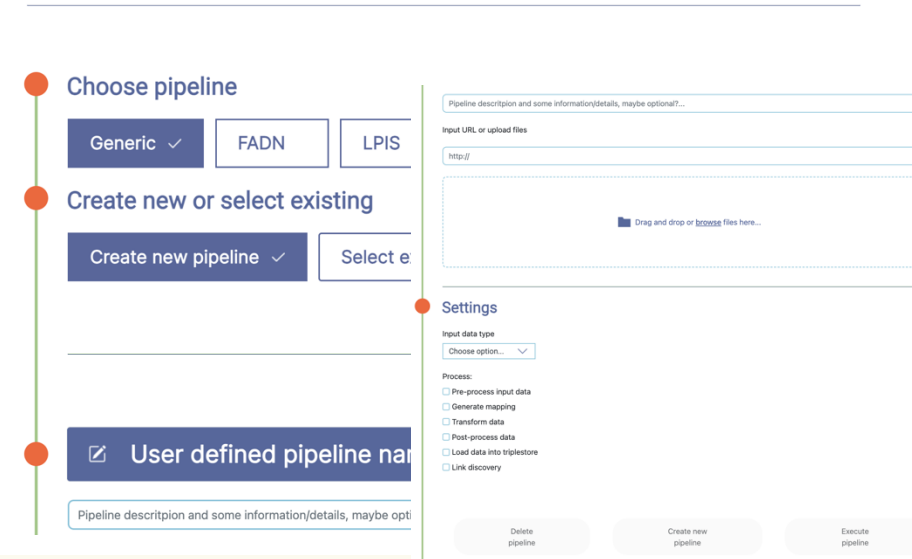 Choose pipeline
Generic
FADN
LPIS
Create new or select existing
Create new pipeline
Select
User defined pipeline
Pipeline descritpion and some information/details, maybe
Pipeline descritpion and some information/details, maybe optional?...
Input URL or upload files
http://
Drag and drop or browse files here...
Settings
Input data type
Choose option...
Process:
Pre-process input data
Generate mapping
Transform data
Post-process data
Load data into triplestore
Link discovery
Delete
pipeline
Create new
pipeline
Execute
pipeline